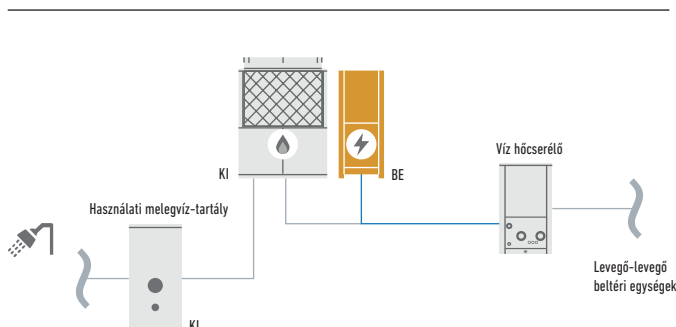 Víz hőcserélő
KI
BE
Használati melegvíz-tartály
Levegő-levegő
beltéri egységek
KI